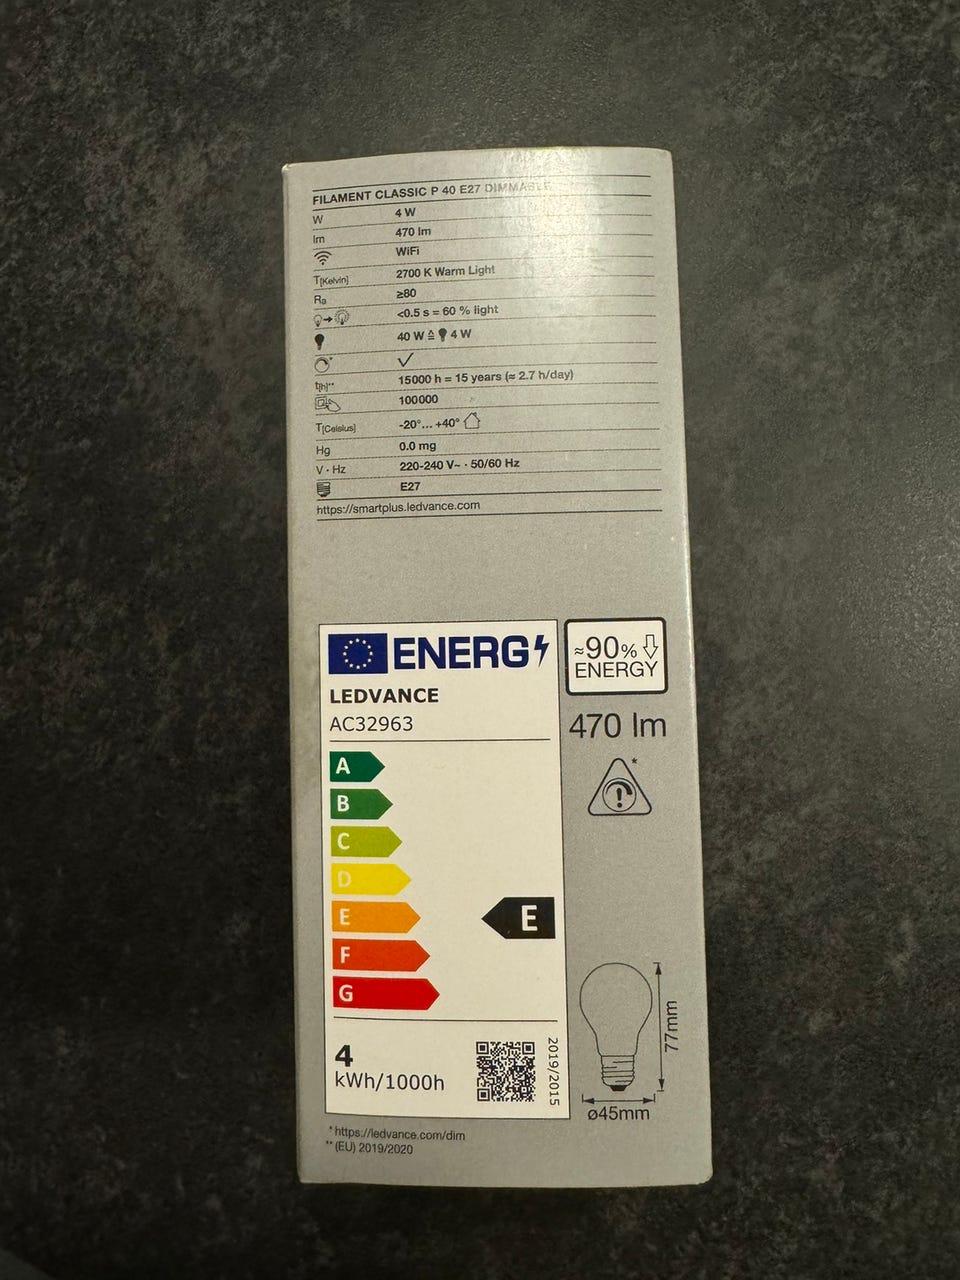 FILAMENT CLASSIC P 40 E27 DIMMABLE
W 4 W
lm 470 lm
WiFi
T[Kelvin] 2700 K Warm Light
Ra ≥80
<0.5 s = 60 % light
40 W ≙ 4 W
t[h]** 15000 h = 15 years (≈ 2.7 h/day)
100000
T[Celsius] -20°... +40°
Hg 0.0 mg
V · Hz 220-240 V~ · 50/60 Hz
E27
https://smartplus.ledvance.com
ENERG
LEDVANCE
AC32963
A
B
C
D
E
F
G
E
4
kWh/1000h
2019/2015
≈90%
ENERGY
470 lm
*
77mm
ø45mm
* https://ledvance.com/dim
** (EU) 2019/2020